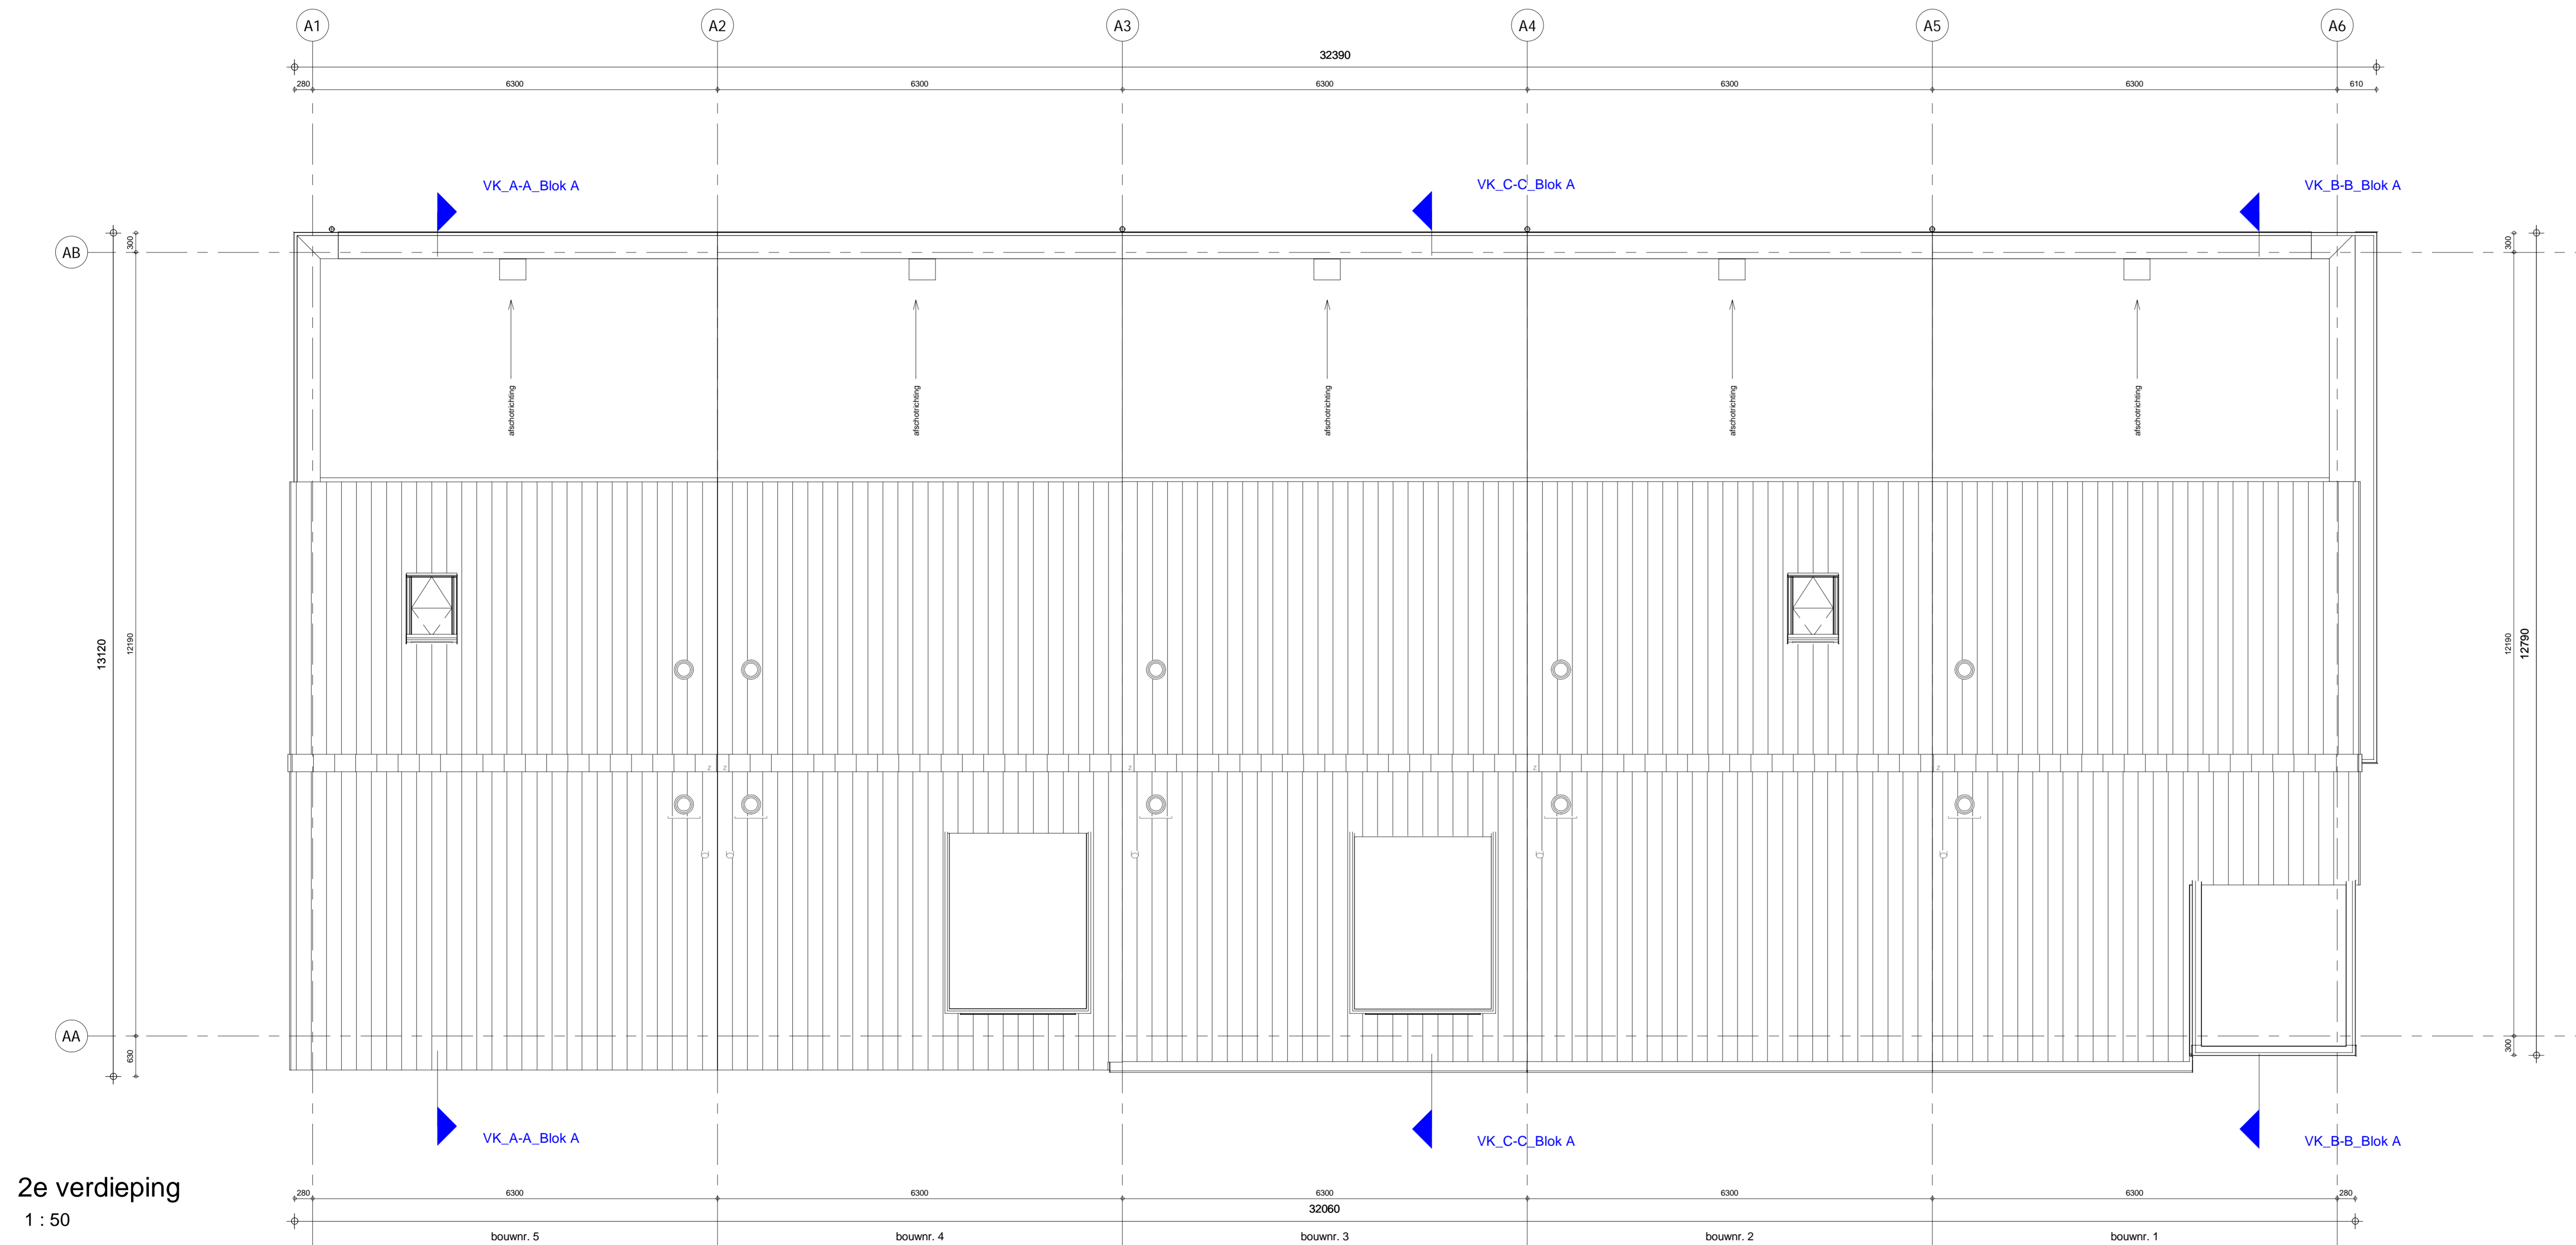 A1 A2 A3 A4 A5 A6
32390
280 6300 6300 6300 6300 6300 610
VK_A-A_Blok A VK_C-C_Blok A VK_B-B_Blok A
AB
300 300
afschotrichting afschotrichting afschotrichting afschotrichting afschotrichting
13120 12190 12190 12790
z z z z z
AA
630 300
VK_A-A_Blok A VK_C-C_Blok A VK_B-B_Blok A
2e verdieping
1 : 50
280 6300 6300 6300 6300 6300 280
32060
bouwnr. 5 bouwnr. 4 bouwnr. 3 bouwnr. 2 bouwnr. 1